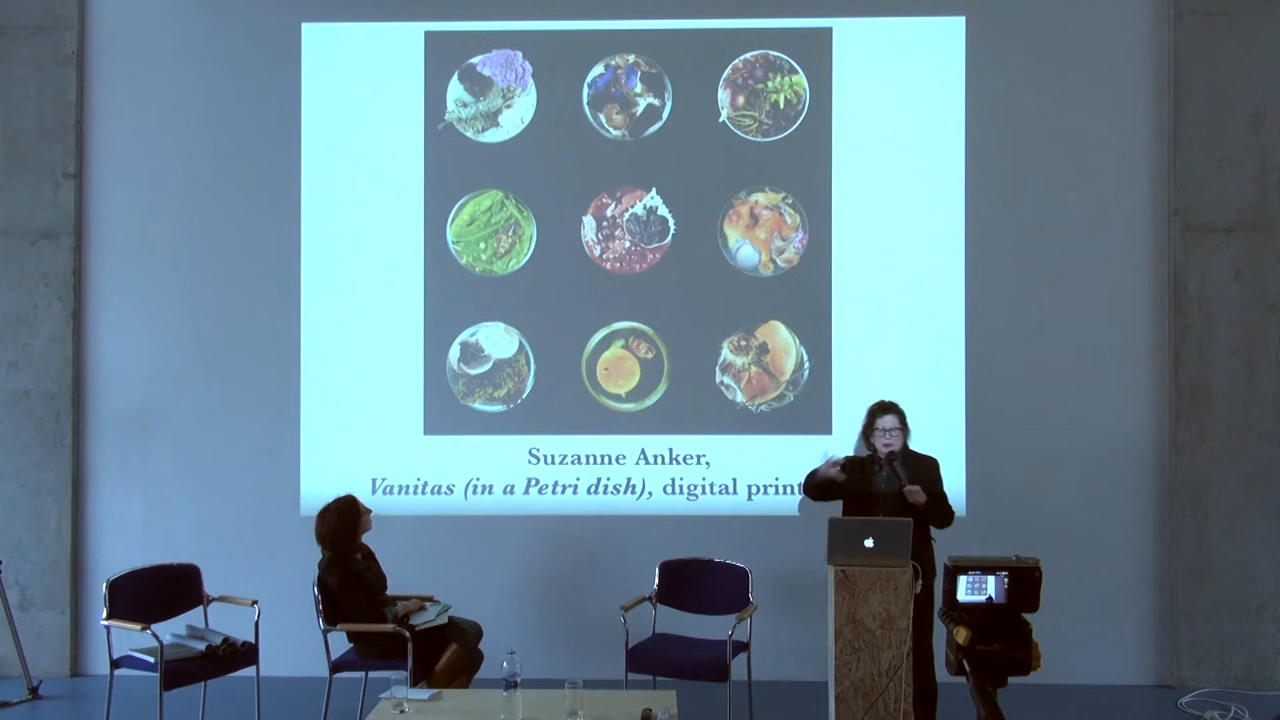 Suzanne Anker,
Vanitas (in a Petri dish), digital print